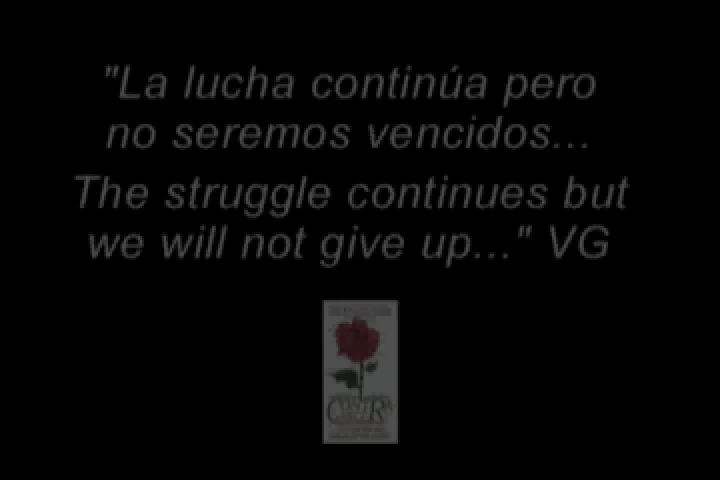 "La lucha continúa pero
no seremos vencidos...
The struggle continues but
we will not give up..." VG